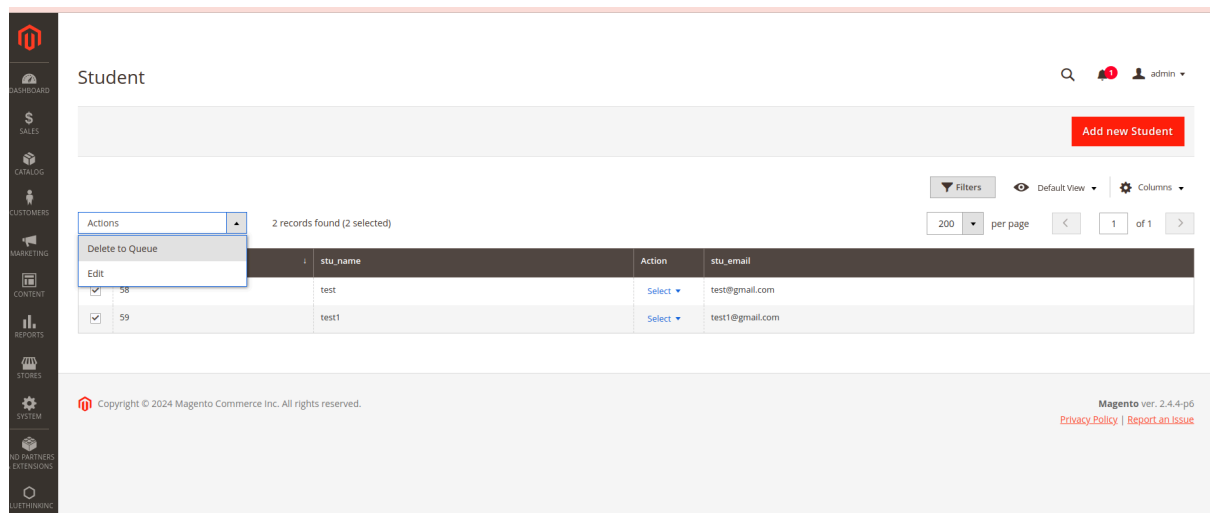 DASHBOARD
SALES
CATALOG
CUSTOMERS
MARKETING
CONTENT
REPORTS
STORES
SYSTEM
ND PARTNERS
EXTENSIONS
LUETHINKINC
Student
1
admin
Add new Student
Filters
Default View
Columns
Actions
2 records found (2 selected)
200
per page
1
of 1
Delete to Queue
Edit
↓ stu_name Action stu_email
58 test Select test@gmail.com
59 test1 Select test1@gmail.com
Copyright © 2024 Magento Commerce Inc. All rights reserved.
Magento ver. 2.4.4-p6
Privacy Policy | Report an Issue